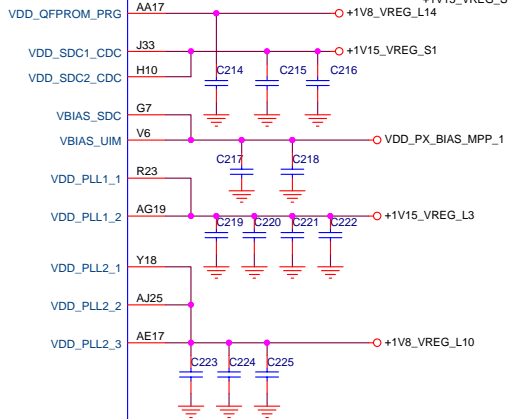 +1V15_VREG_S
VDD_QFPROM_PRG AA17 +1V8_VREG_L14
VDD_SDC1_CDC J33 +1V15_VREG_S1
VDD_SDC2_CDC H10 C214 C215 C216
VBIAS_SDC G7
VBIAS_UIM V6 VDD_PX_BIAS_MPP_1
C217 C218
VDD_PLL1_1 R23
VDD_PLL1_2 AG19 +1V15_VREG_L3
C219 C220 C221 C222
VDD_PLL2_1 Y18
VDD_PLL2_2 AJ25
VDD_PLL2_3 AE17 +1V8_VREG_L10
C223 C224 C225